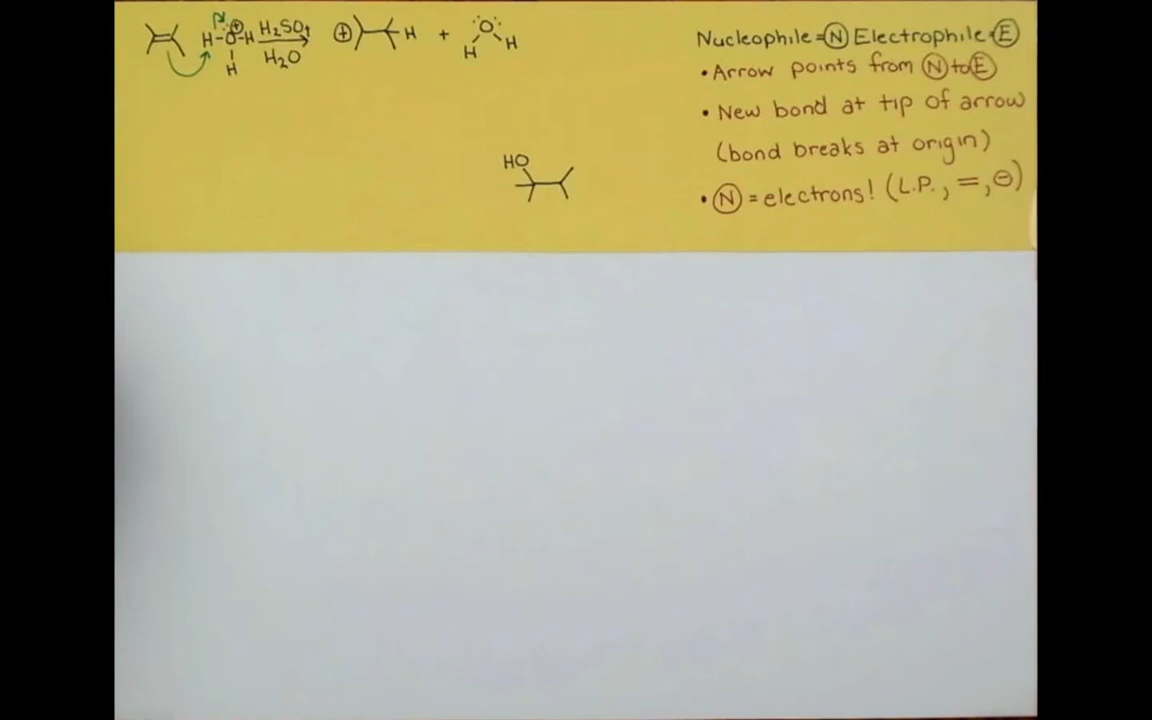 H-O-H H₂SO₄ ⊕ H + O
H H₂O H H
H
HO
Nucleophile=Ⓝ Electrophile=Ⓔ
• Arrow points from Ⓝ to Ⓔ
• New bond at tip of arrow
(bond breaks at origin)
• Ⓝ = electrons! (L.P., =, ⊖)